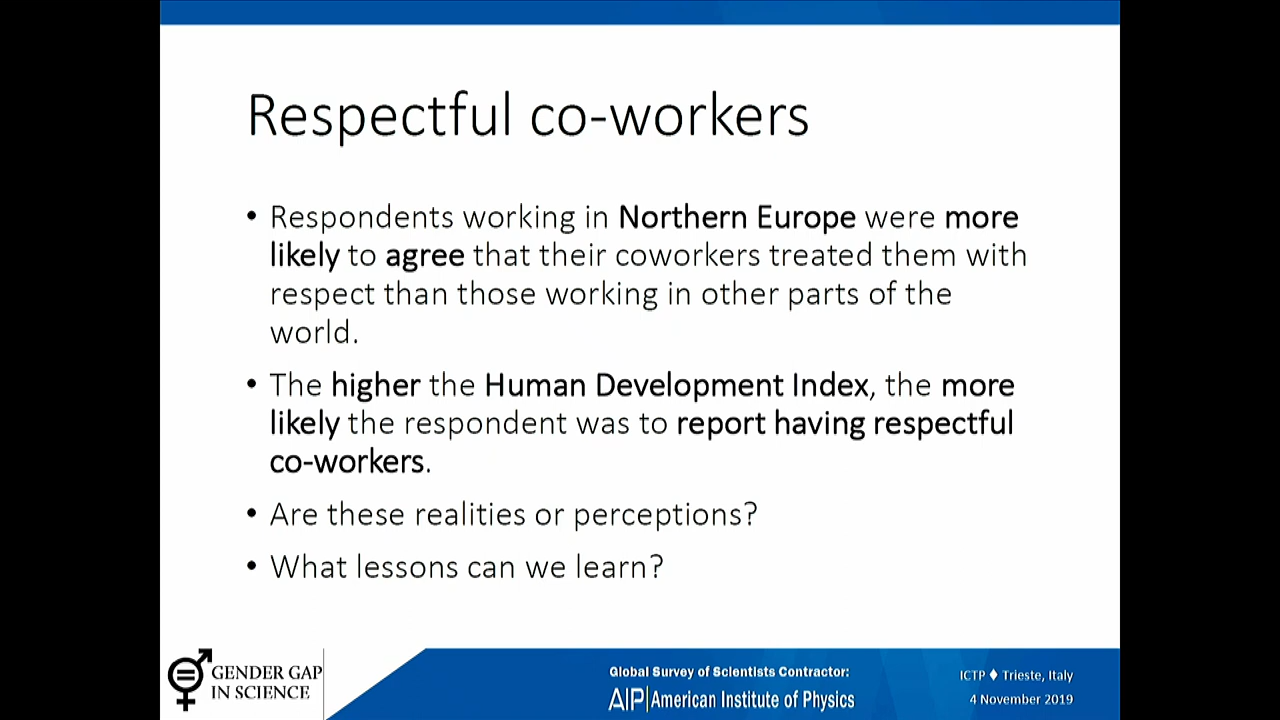 Respectful co-workers
• Respondents working in Northern Europe were more
likely to agree that their coworkers treated them with
respect than those working in other parts of the
world.
• The higher the Human Development Index, the more
likely the respondent was to report having respectful
co-workers.
• Are these realities or perceptions?
• What lessons can we learn?
GENDER GAP
IN SCIENCE
Global Survey of Scientists Contractor:
AIP|American Institute of Physics
ICTP ♦ Trieste, Italy
4 November 2019